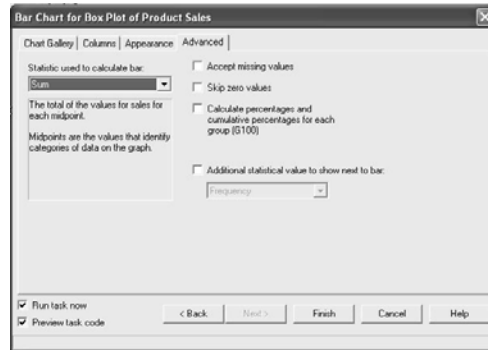 Bar Chart for Box Plot of Product Sales
Chart Gallery
Columns
Appearance
Advanced
Statistic used to calculate bar:
Sum
The total of the values for sales for
each midpoint.
Midpoints are the values that identify
categories of data on the graph.
Accept missing values
Skip zero values
Calculate percentages and
cumulative percentages for each
group (G100)
Additional statistical value to show next to bar:
Frequency
Run task now
Preview task code
< Back
Next >
Finish
Cancel
Help